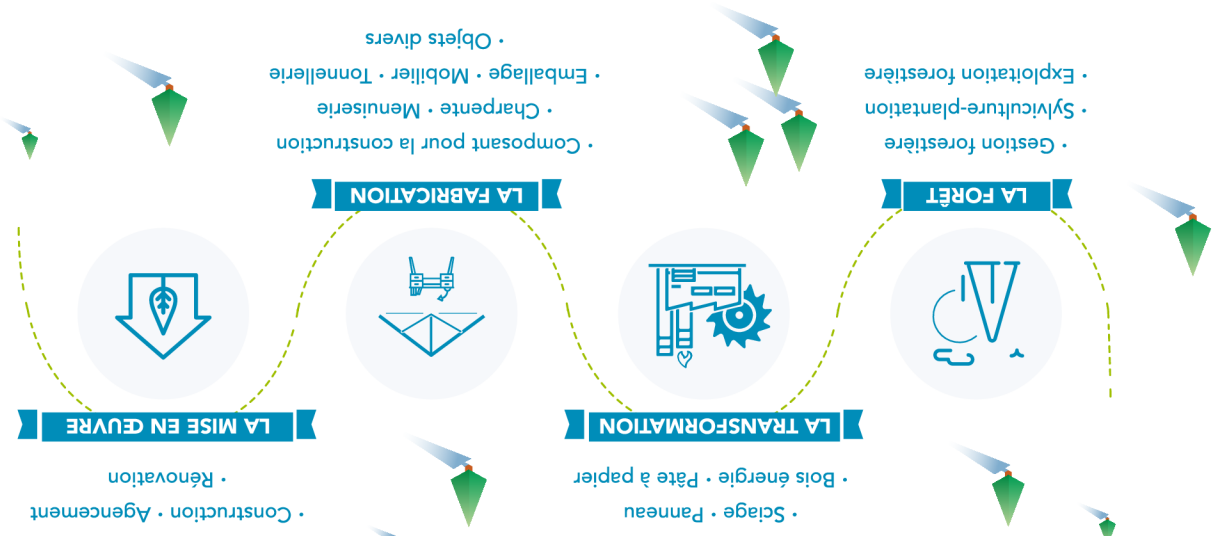 LA FORÊT
• Gestion forestière
Sylviculture-plantation •
• Exploitation forestière
• Sciage • Panneau
• Bois énergie • Pâte à papier
LA TRANSFORMATION
LA FABRICATION
• Composant pour la construction
• Charpente • Menuiserie
• Emballage • Mobilier • Tonnellerie
• Objets divers
• Construction • Agencement
• Rénovation
LA MISE EN ŒUVRE